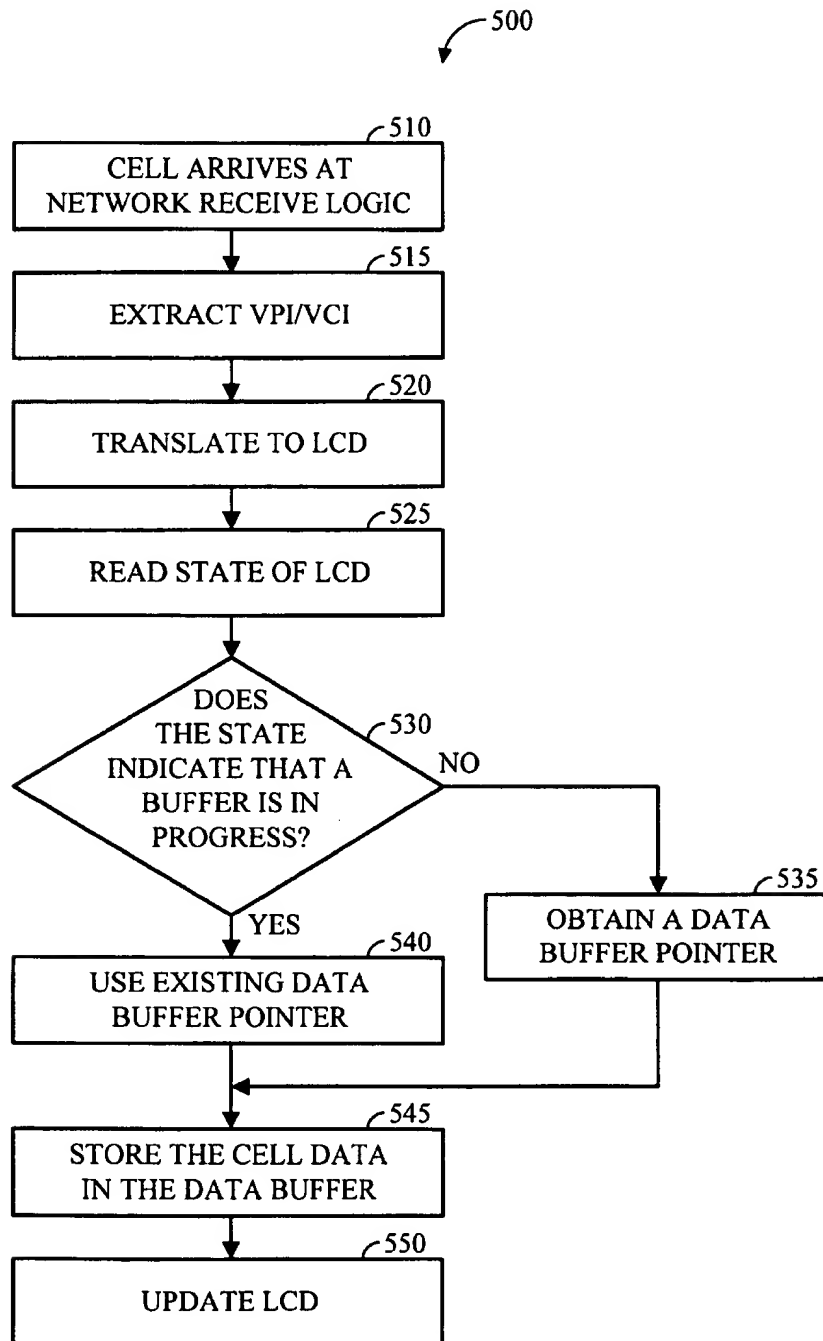 500
510
CELL ARRIVES AT
NETWORK RECEIVE LOGIC
515
EXTRACT VPI/VCI
520
TRANSLATE TO LCD
525
READ STATE OF LCD
DOES
THE STATE
INDICATE THAT A
BUFFER IS IN
PROGRESS?
530
NO
YES
535
OBTAIN A DATA
BUFFER POINTER
540
USE EXISTING DATA
BUFFER POINTER
545
STORE THE CELL DATA
IN THE DATA BUFFER
550
UPDATE LCD